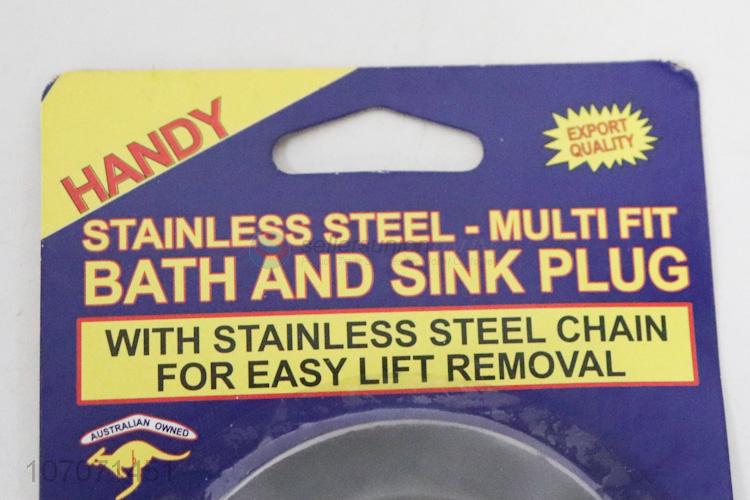 HANDY
EXPORT
QUALITY
STAINLESS STEEL - MULTI FIT
BATH AND SINK PLUG
WITH STAINLESS STEEL CHAIN
FOR EASY LIFT REMOVAL
AUSTRALIAN OWNED